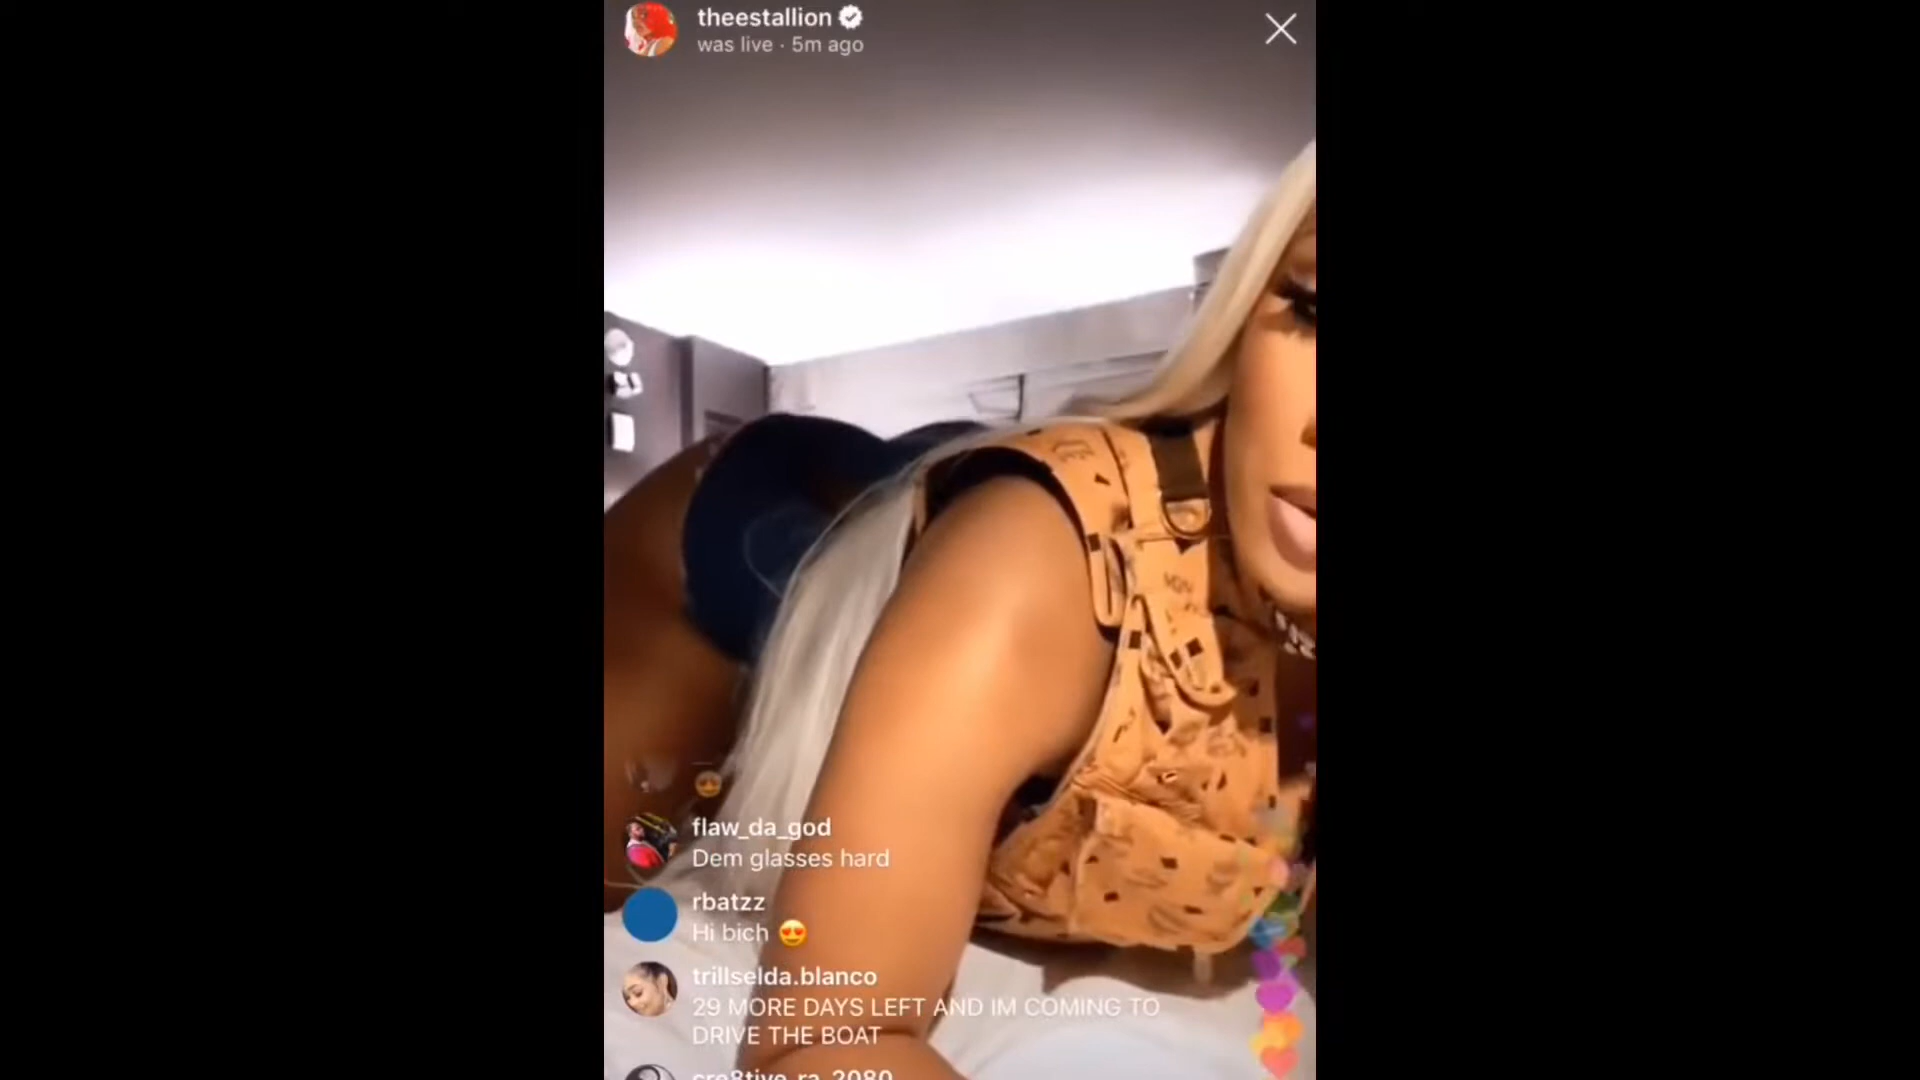 theestallion
was live · 5m ago
flaw_da_god
Dem glasses hard
rbatzz
Hi bich 😍
trillselda.blanco
29 MORE DAYS LEFT AND IM COMING TO
DRIVE THE BOAT
cre8tive_ra_2080